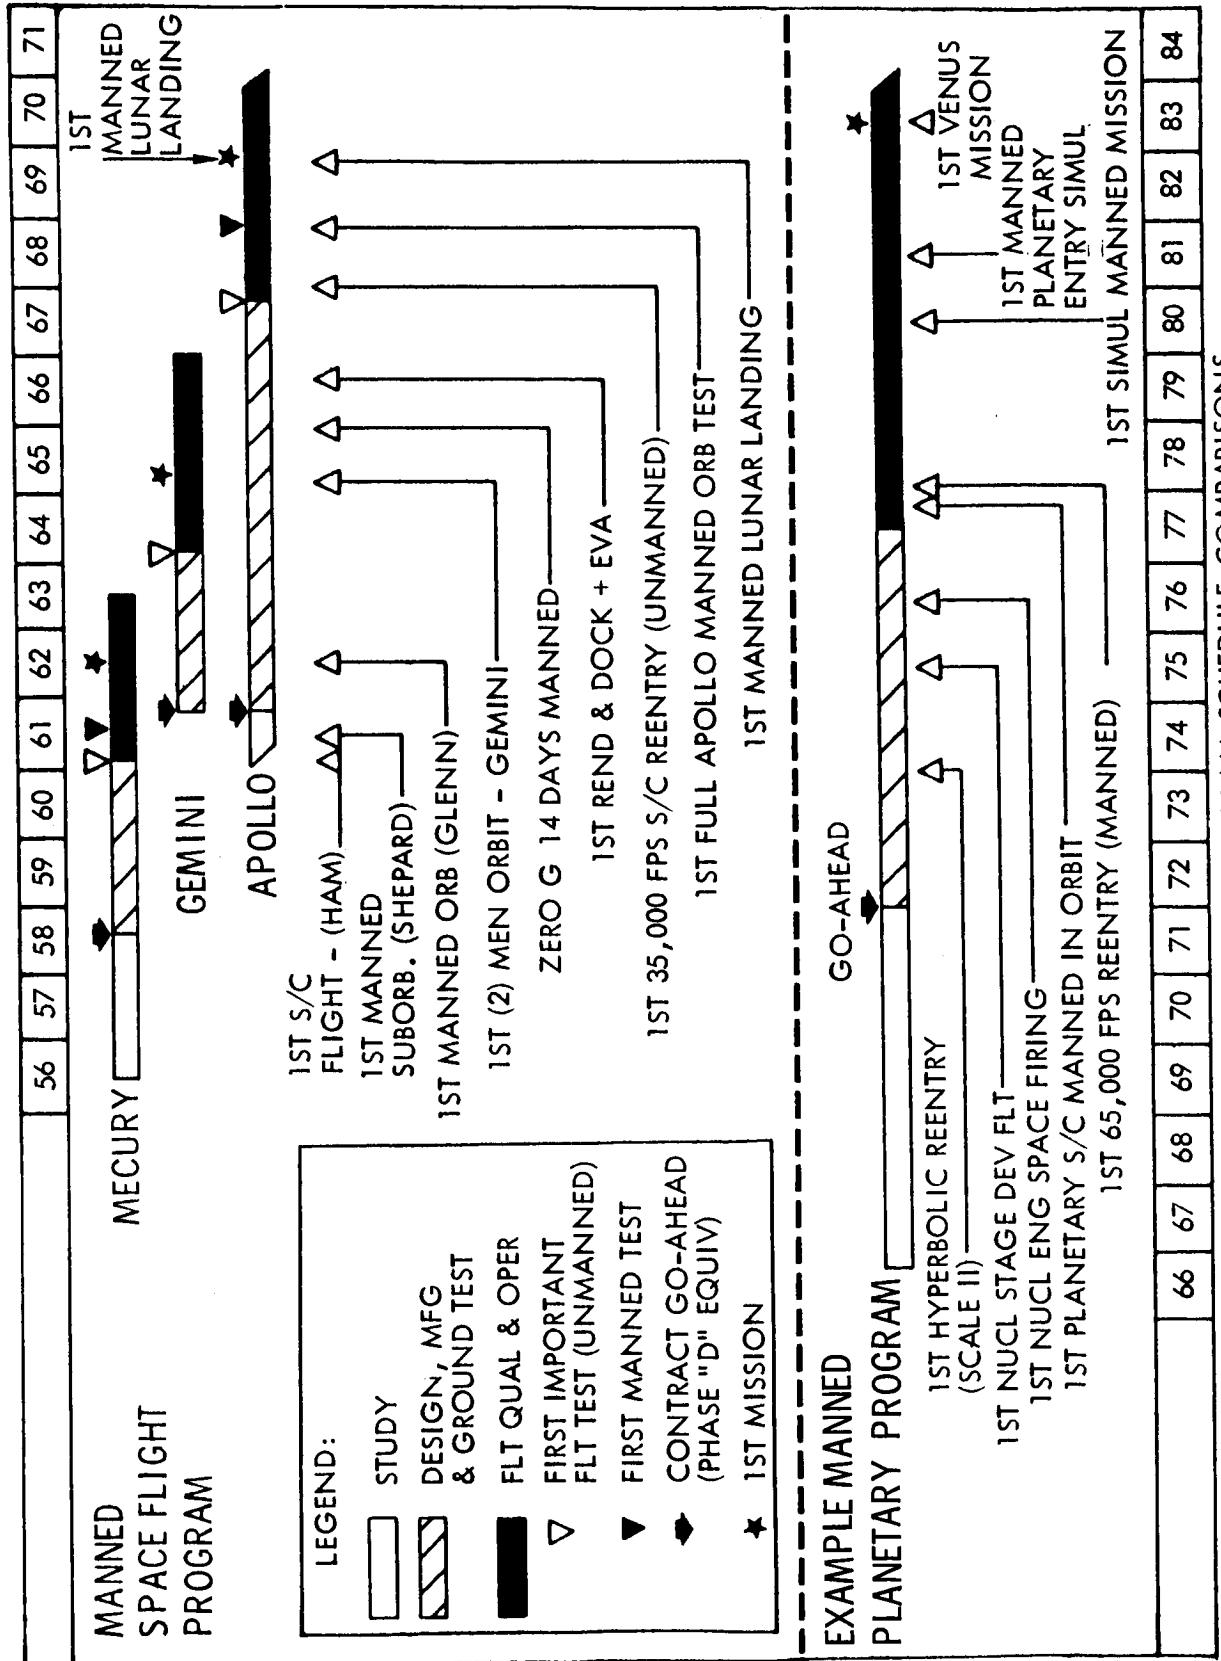 56 57 58 59 60 61 62 63 64 65 66 67 68 69 70 71
MANNED
SPACE FLIGHT
PROGRAM
MECURY
GEMINI
APOLLO
1ST
MANNED
LUNAR
LANDING
1ST S/C
FLIGHT - (HAM)
1ST MANNED
SUBORB. (SHEPARD)
1ST MANNED ORB (GLENN)
1ST (2) MEN ORBIT - GEMINI
ZERO G 14 DAYS MANNED
1ST REND & DOCK + EVA
1ST 35,000 FPS S/C REENTRY (UNMANNED)
1ST FULL APOLLO MANNED ORB TEST
1ST MANNED LUNAR LANDING
LEGEND:
STUDY
DESIGN, MFG
& GROUND TEST
FLT QUAL & OPER
FIRST IMPORTANT
FLT TEST (UNMANNED)
FIRST MANNED TEST
CONTRACT GO-AHEAD
(PHASE "D" EQUIV)
1ST MISSION
EXAMPLE MANNED
PLANETARY PROGRAM
GO-AHEAD
1ST HYPERBOLIC REENTRY
(SCALE II)
1ST NUCL STAGE DEV FLT
1ST NUCL ENG SPACE FIRING
1ST PLANETARY S/C MANNED IN ORBIT
1ST 65,000 FPS REENTRY (MANNED)
1ST VENUS
MISSION
1ST MANNED
PLANETARY
ENTRY SIMUL
1ST SIMUL MANNED MISSION
66 67 68 69 70 71 72 73 74 75 76 77 78 79 80 81 82 83 84
SCHEDULE COMPARISONS